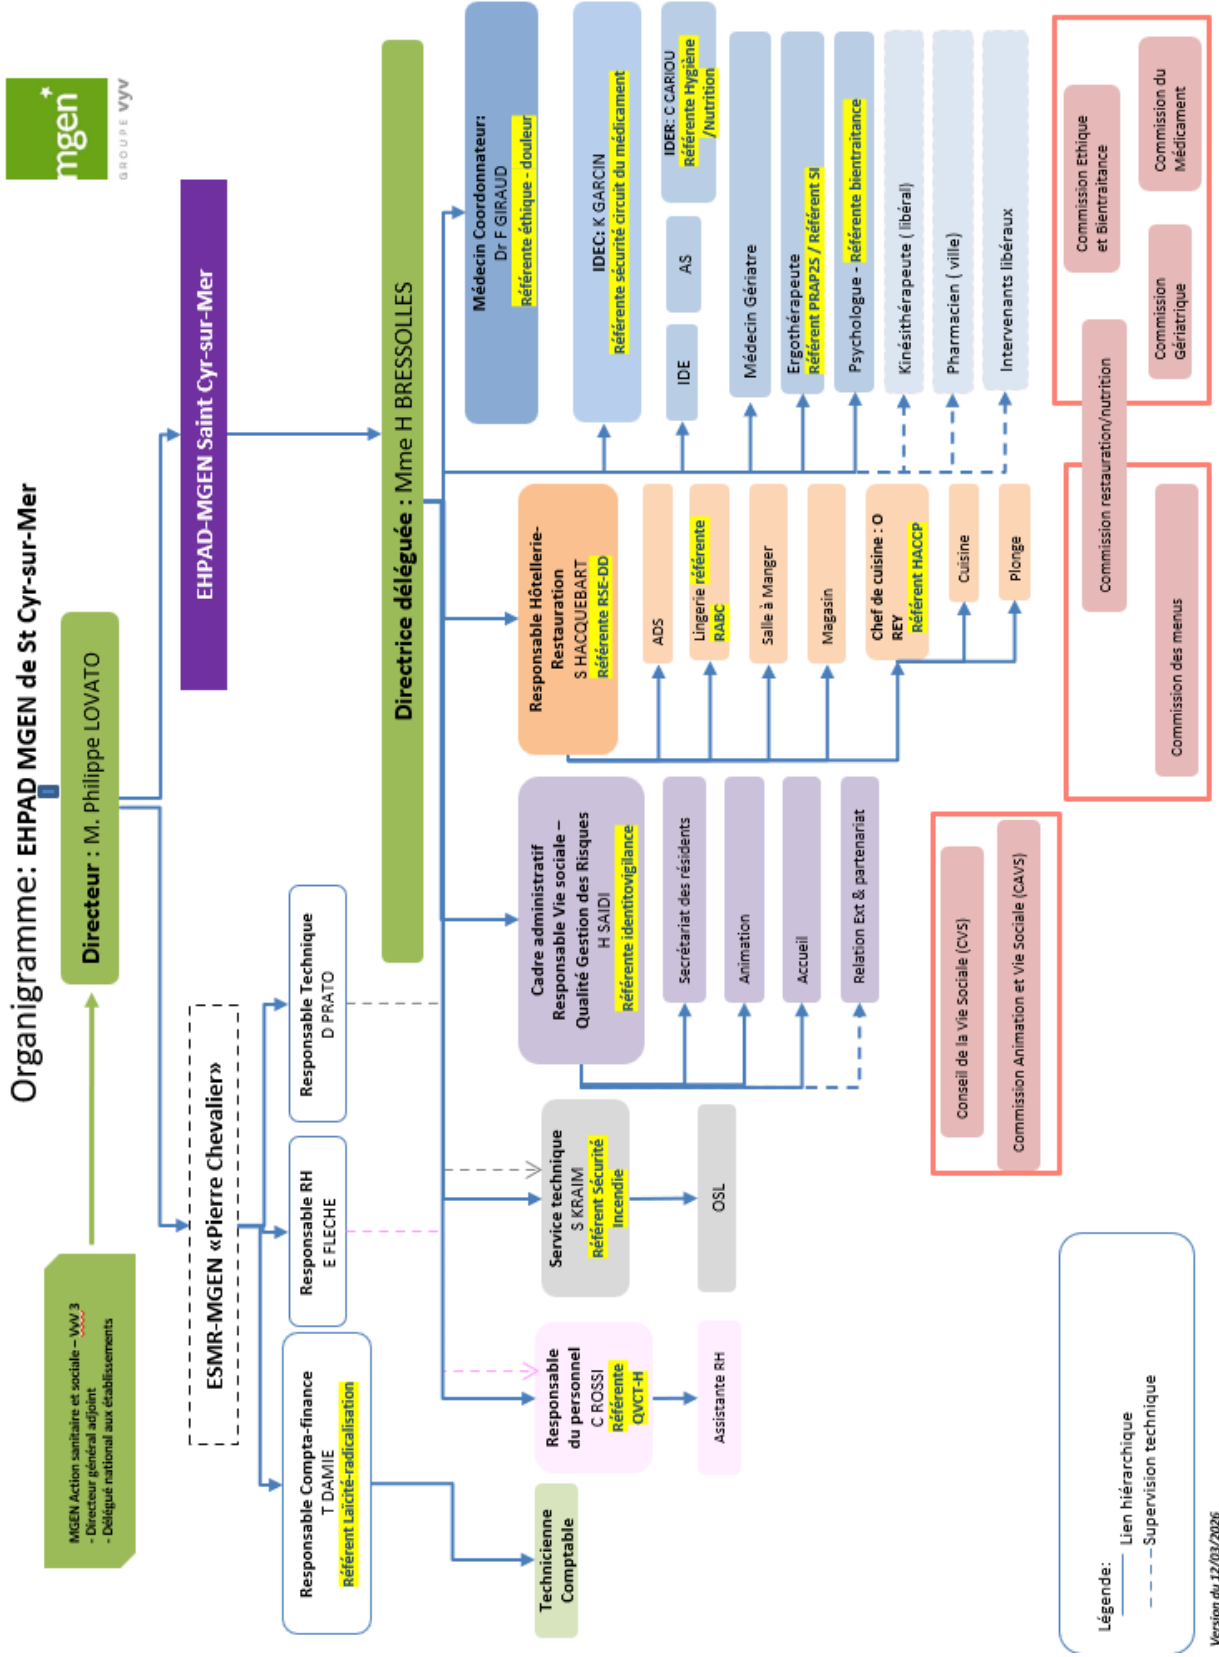 Organigramme: EHPAD MGEN de St Cyr-sur-Mer
mgen*
GROUPE vyv
MGEN Action sanitaire et sociale – VYV 3
- Directeur général adjoint
- Délégué national aux établissements
Directeur : M. Philippe LOVATO
ESMR-MGEN «Pierre Chevalier»
EHPAD-MGEN Saint Cyr-sur-Mer
Responsable Compta-finance
T DAMIE
Référent Laïcité-radicalisation
Responsable RH
E FLECHE
Responsable Technique
D PRATO
Directrice déléguée : Mme H BRESSOLLES
Technicienne
Comptable
Responsable
du personnel
C ROSSI
Référente
QVCT-H
Assistante RH
Service technique
S KRAIM
Référent Sécurité
Incendie
OSL
Cadre administratif
Responsable Vie sociale –
Qualité Gestion des Risques
H SAIDI
Référente identitovigilance
Secrétariat des résidents
Animation
Accueil
Relation Ext & partenariat
Responsable Hôtellerie-
Restauration
S HACQUEBART
Référente RSE-DD
ADS
Lingerie référente
RABC
Salle à Manger
Magasin
Chef de cuisine : O
REY
Référent HACCP
Cuisine
Plonge
Médecin Coordonnateur:
Dr F GIRAUD
Référente éthique - douleur
IDEC: K GARCIN
Référente sécurité circuit du médicament
IDE
AS
IDER: C CARIOU
Référente Hygiène
/Nutrition
Médecin Gériatre
Ergothérapeute
Référent PRAP2S / Référent SI
Psychologue - Référente bientraitance
Kinésithérapeute ( libéral)
Pharmacien ( ville)
Intervenants libéraux
Conseil de la Vie Sociale (CVS)
Commission Animation et Vie Sociale (CAVS)
Commission restauration/nutrition
Commission des menus
Commission Ethique
et Bientraitance
Commission
Gériatrique
Commission du
Médicament
Légende:
Lien hiérarchique
Supervision technique
Version du 12/03/2026